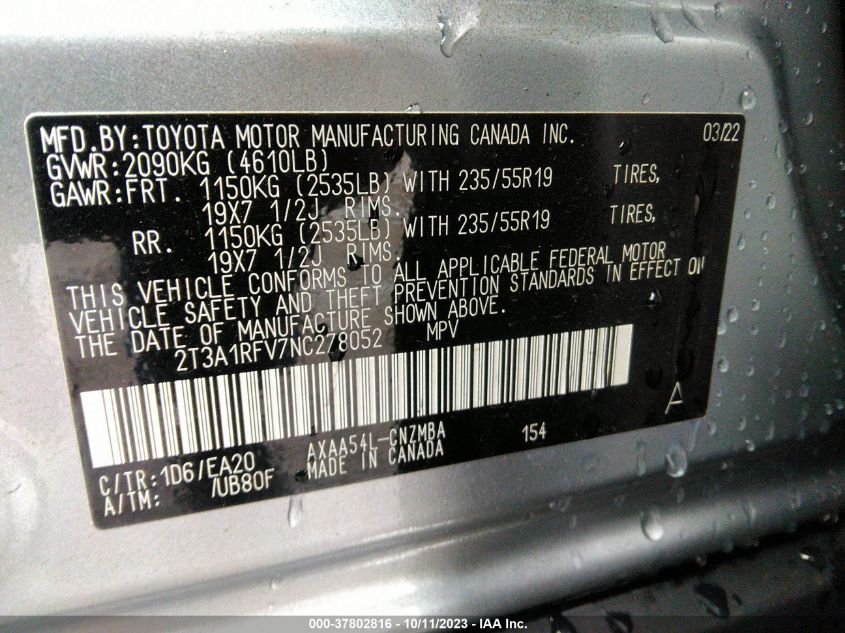 MFD.BY:TOYOTA MOTOR MANUFACTURING CANADA INC. 03/22
GVWR:2090KG (4610LB)
GAWR:FRT. 1150KG (2535LB) WITH 235/55R19 TIRES,
19X7 1/2J RIMS.
RR. 1150KG (2535LB) WITH 235/55R19 TIRES,
19X7 1/2J RIMS.
THIS VEHICLE CONFORMS TO ALL APPLICABLE FEDERAL MOTOR
VEHICLE SAFETY AND THEFT PREVENTION STANDARDS IN EFFECT ON
THE DATE OF MANUFACTURE SHOWN ABOVE.
2T3A1RFV7NC278052 MPV
A
C/TR:1D6/EA20 AXAA54L-CNZMBA 154
A/TM: /UB80F MADE IN CANADA
000-37802816 - 10/11/2023 - IAA Inc.